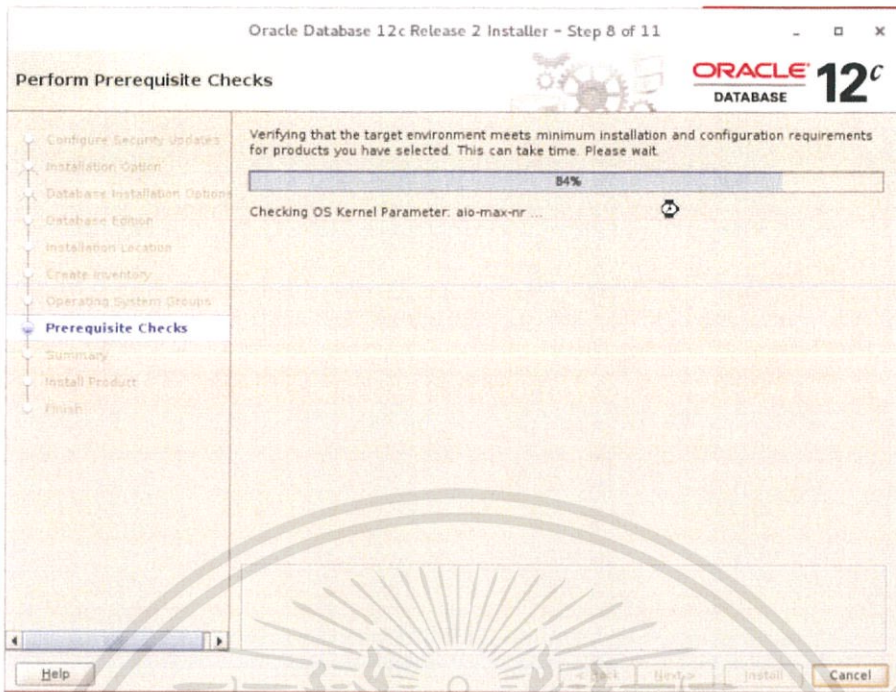 Oracle Database 12c Release 2 Installer - Step 8 of 11
Perform Prerequisite Checks
ORACLE
DATABASE
12c
Configure Security Updates
Installation Option
Database Installation Options
Database Edition
Installation Location
Create Inventory
Operating System Groups
Prerequisite Checks
Summary
Install Product
Finish
Verifying that the target environment meets minimum installation and configuration requirements
for products you have selected. This can take time. Please wait.
84%
Checking OS Kernel Parameter: aio-max-nr ...
Help
< Back
Next >
Install
Cancel